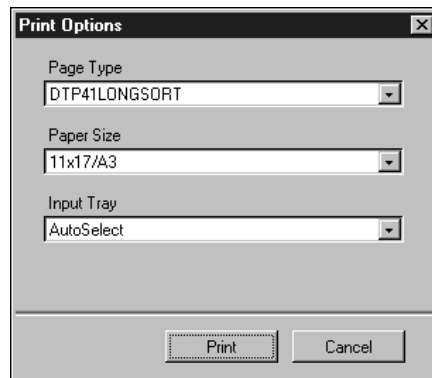 Print Options
Page Type
DTP41LONGSORT
Paper Size
11x17/A3
Input Tray
AutoSelect
Print
Cancel